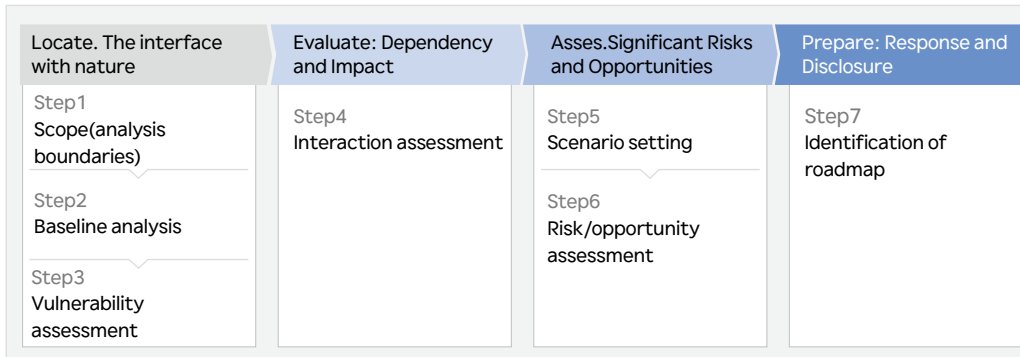 Locate. The interface
with nature
Step1
Scope(analysis
boundaries)
Step2
Baseline analysis
Step3
Vulnerability
assessment
Evaluate: Dependency
and Impact
Step4
Interaction assessment
Asses.Significant Risks
and Opportunities
Step5
Scenario setting
Step6
Risk/opportunity
assessment
Prepare: Response and
Disclosure
Step7
Identification of
roadmap